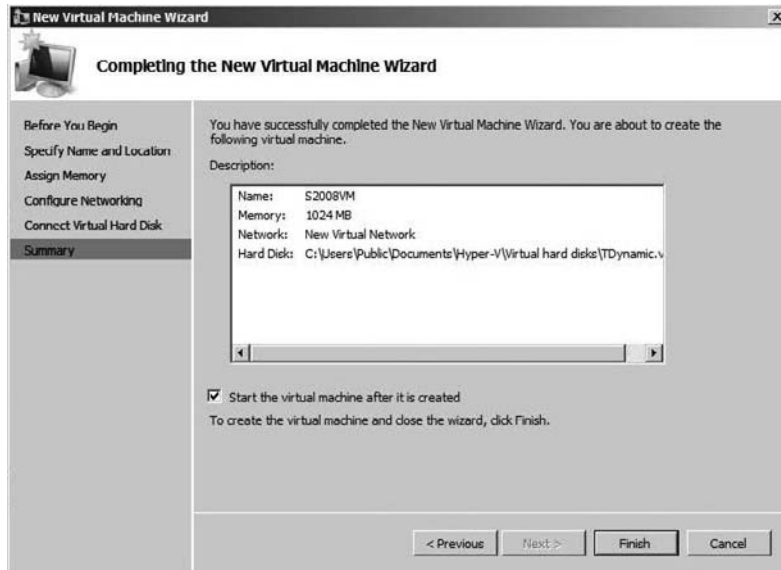 New Virtual Machine Wizard
Completing the New Virtual Machine Wizard
Before You Begin
Specify Name and Location
Assign Memory
Configure Networking
Connect Virtual Hard Disk
Summary
You have successfully completed the New Virtual Machine Wizard. You are about to create the
following virtual machine.
Description:
Name: S2008VM
Memory: 1024 MB
Network: New Virtual Network
Hard Disk: C:\Users\Public\Documents\Hyper-V\Virtual hard disks\TDynamic.v
Start the virtual machine after it is created
To create the virtual machine and close the wizard, click Finish.
< Previous
Next >
Finish
Cancel